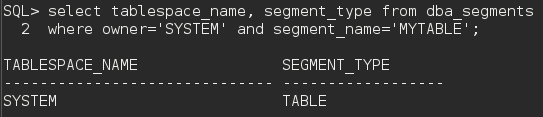 SQL> select tablespace_name, segment_type from dba_segments
2 where owner='SYSTEM' and segment_name='MYTABLE';
TABLESPACE_NAME SEGMENT_TYPE
------------------------------ ------------------
SYSTEM TABLE